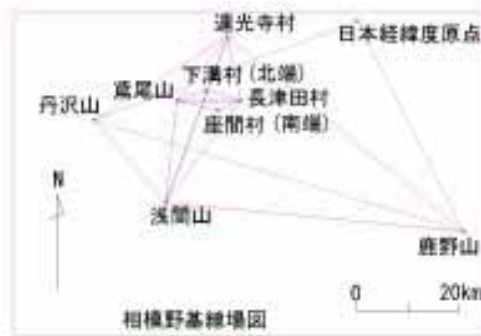 連光寺村
日本経緯度原点
下溝村(北端)
鳶尾山
長津田村
丹沢山
座間村(南端)
N
浅間山
鹿野山
0 20km
相模野基線場図